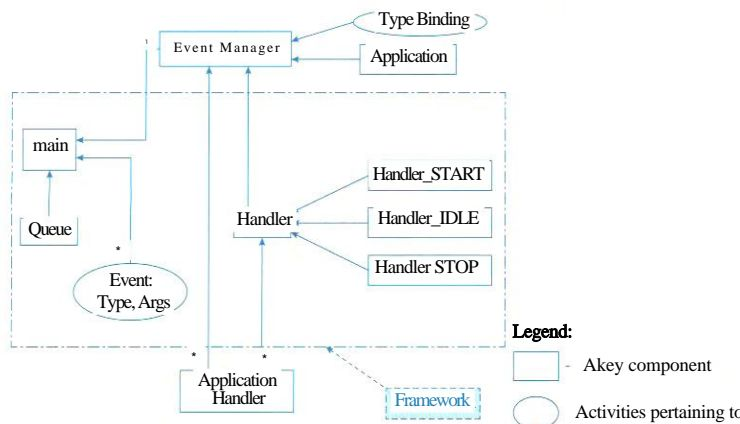 Type Binding
Event Manager
Application
main
Handler_START
Handler
Handler_IDLE
Queue
*
Handler STOP
Event:
Type, Args
Legend:
* *
Application
Handler
Framework
Akey component
Activities pertaining to